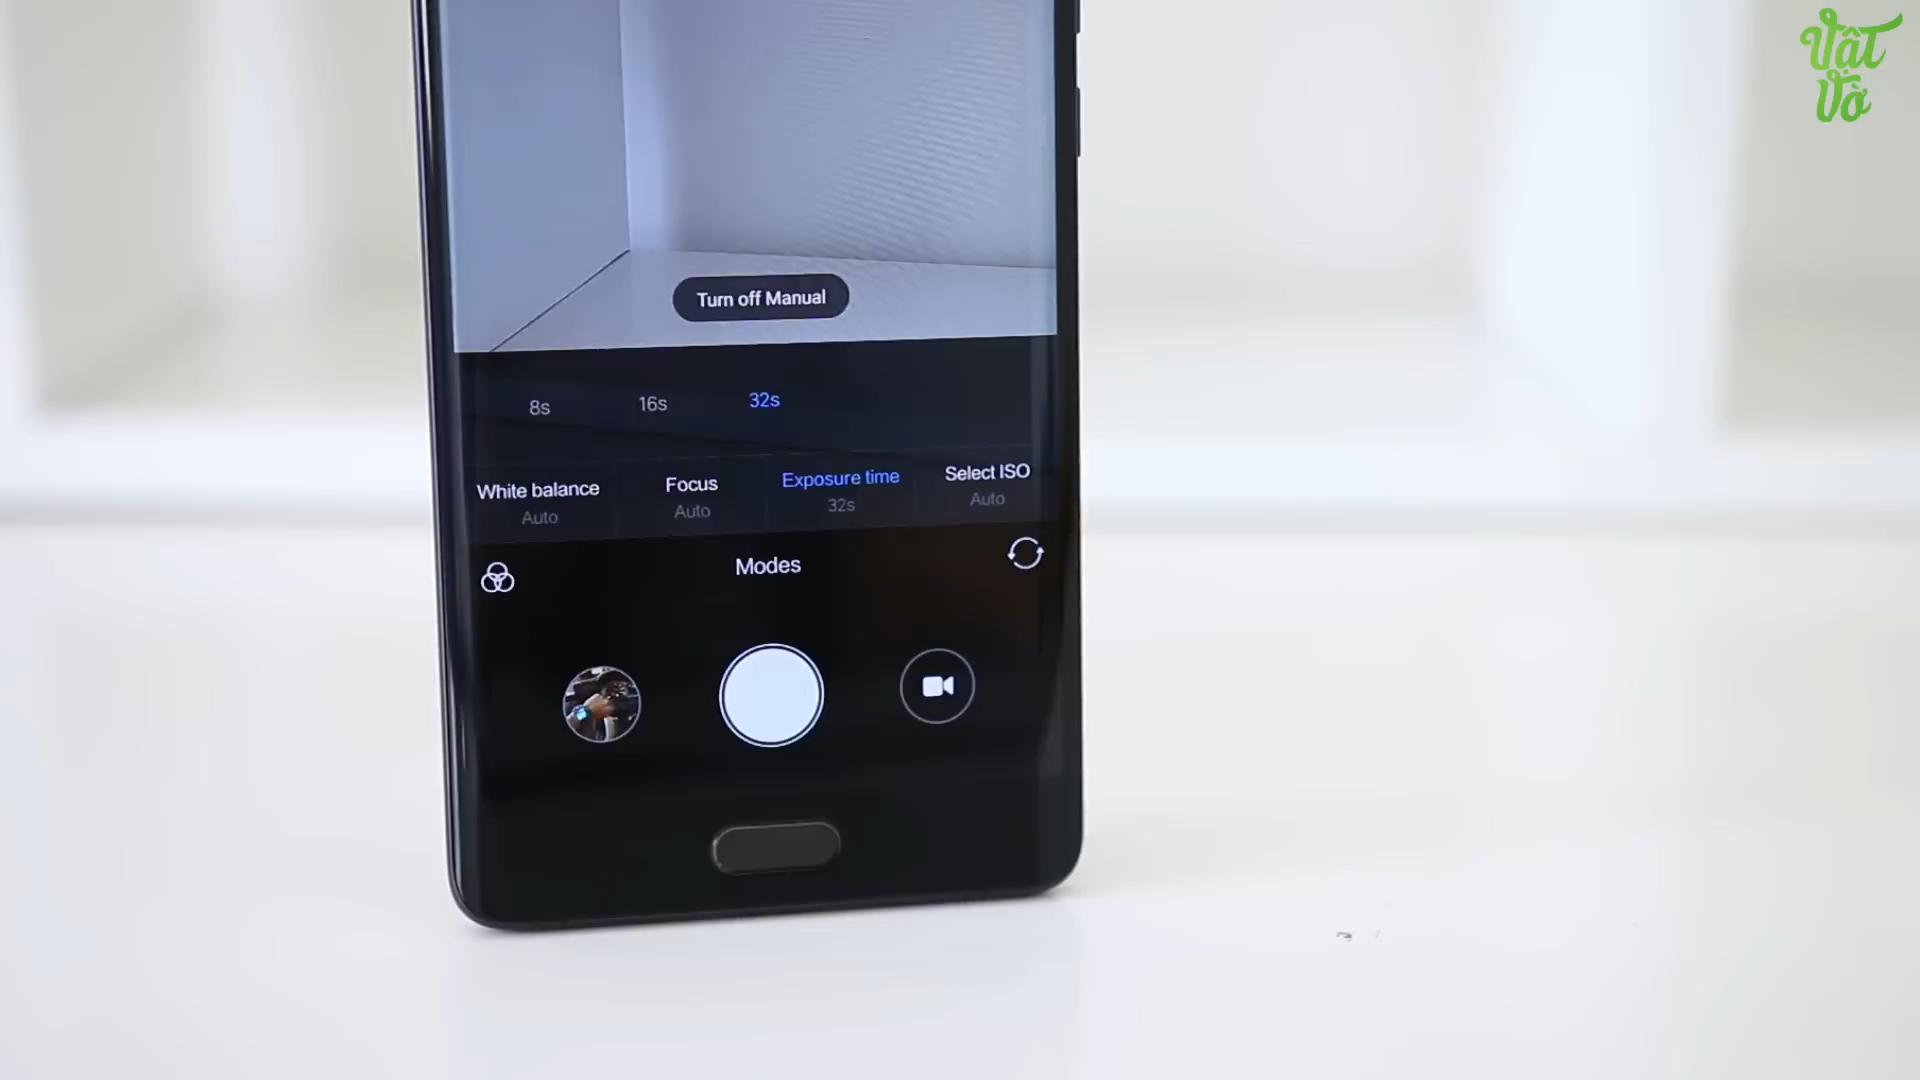 Vật
Vờ
Turn off Manual
8s 16s 32s
White balance Focus Exposure time Select ISO
Auto Auto 32s Auto
Modes